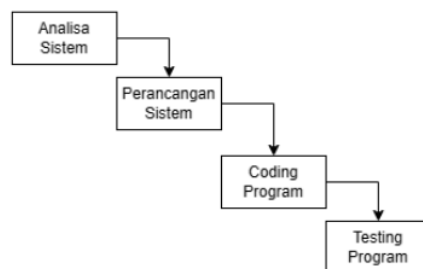 Analisa
Sistem
Perancangan
Sistem
Coding
Program
Testing
Program